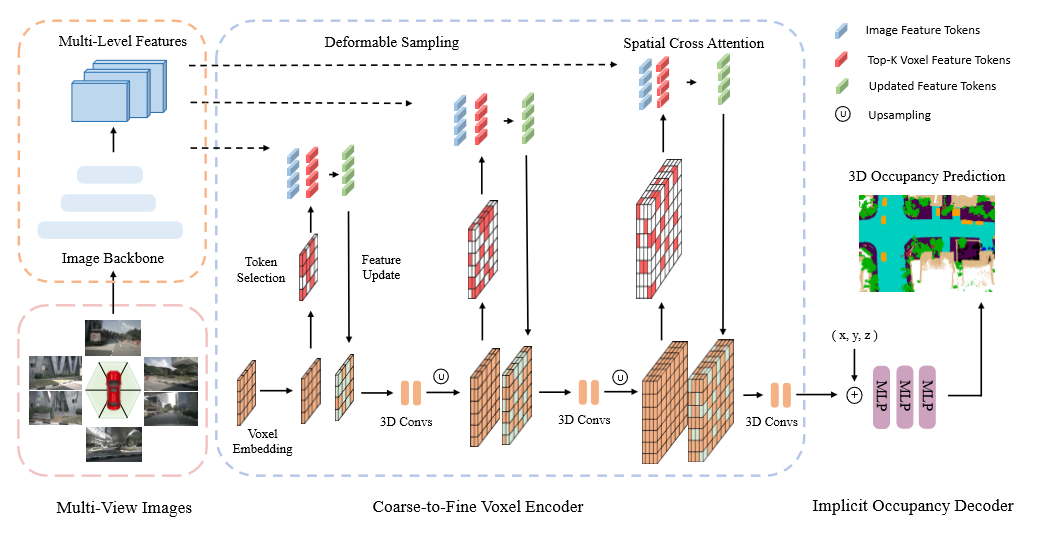 Multi-Level Features
Deformable Sampling
Spatial Cross Attention
Image Feature Tokens
Top-K Voxel Feature Tokens
Updated Feature Tokens
U
Upsampling
3D Occupancy Prediction
Image Backbone
Token
Selection
Feature
Update
( x, y, z )
U
U
3D Convs
3D Convs
3D Convs
+
MLP
MLP
MLP
Voxel
Embedding
Multi-View Images
Coarse-to-Fine Voxel Encoder
Implicit Occupancy Decoder